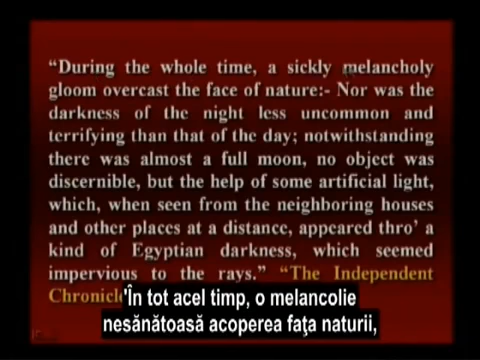 “During the whole time, a sickly melancholy
gloom overcast the face of nature:- Nor was the
darkness of the night less uncommon and
terrifying than that of the day; notwithstanding
there was almost a full moon, no object was
discernible, but the help of some artificial light,
which, when seen from the neighboring houses
and other places at a distance, appeared thro’ a
kind of Egyptian darkness, which seemed
impervious to the rays.” “The Independent
Chronicl
'În tot acel timp, o melancolie
nesănătoasă acoperea faţa naturii,